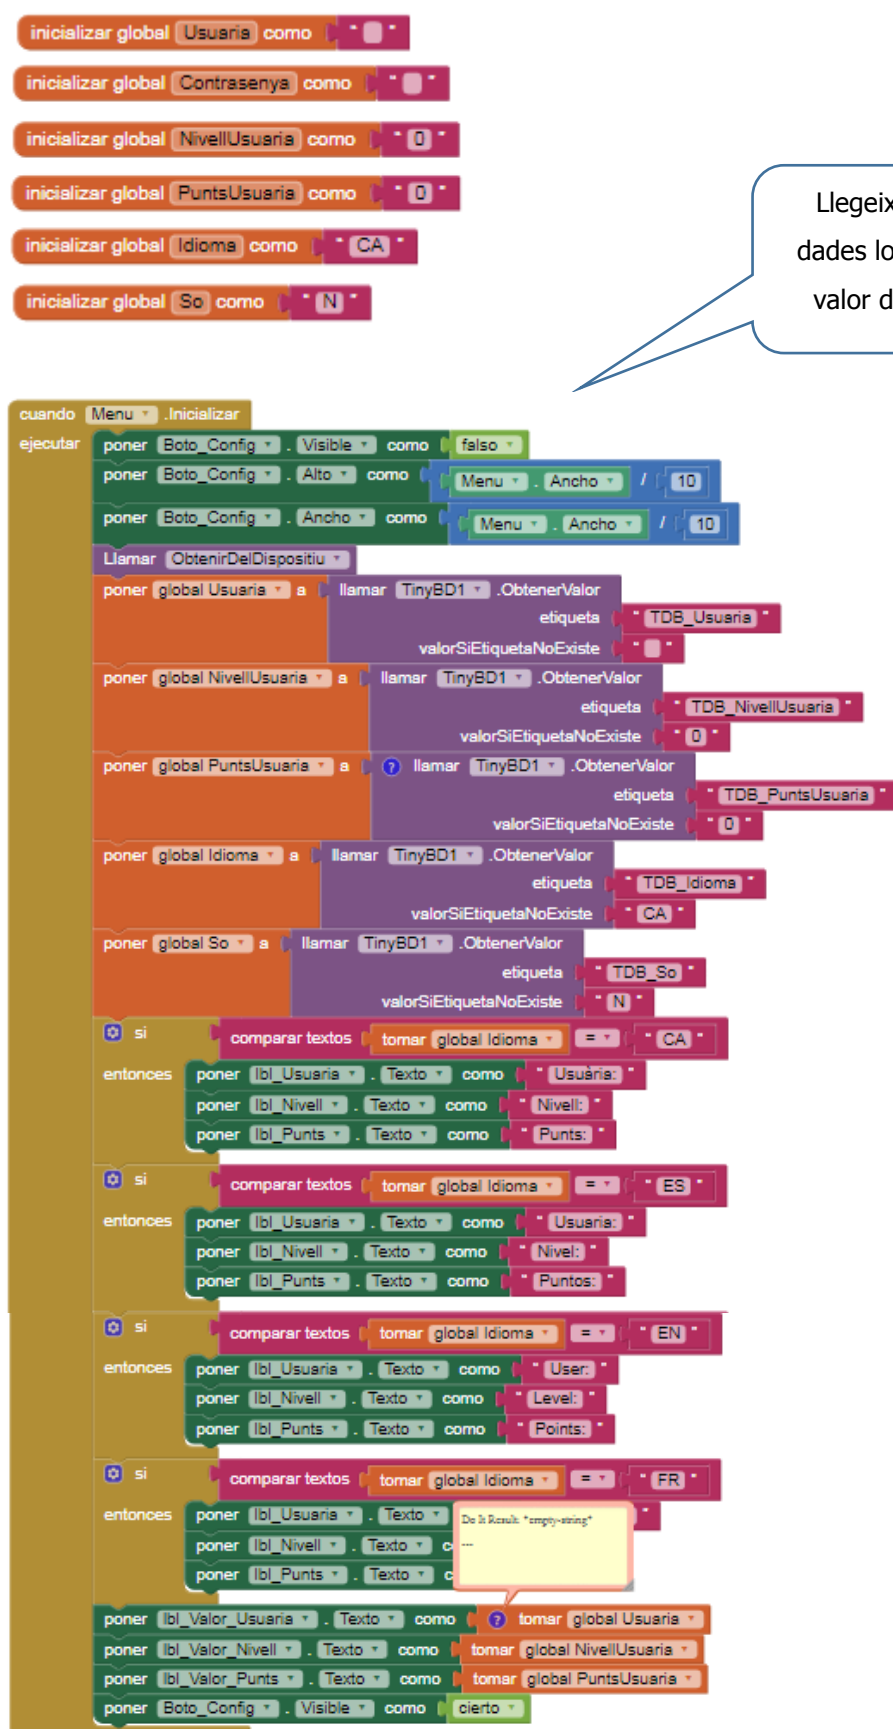 inicializar global Usuaria como " "
inicializar global Contrasenya como " "
inicializar global NivellUsuaria como " 0 "
inicializar global PuntsUsuaria como " 0 "
inicializar global Idioma como " CA "
inicializar global So como " N "
Llegeix
dades lo
valor d
cuando Menu .Inicializar
ejecutar poner Boto_Config . Visible como falso
poner Boto_Config . Alto como Menu . Ancho / 10
poner Boto_Config . Ancho como Menu . Ancho / 10
Llamar ObtenirDelDispositiu
poner global Usuaria a llamar TinyBD1 .ObtenerValor
etiqueta " TDB_Usuaria "
valorSiEtiquetaNoExiste " "
poner global NivellUsuaria a llamar TinyBD1 .ObtenerValor
etiqueta " TDB_NivellUsuaria "
valorSiEtiquetaNoExiste " 0 "
poner global PuntsUsuaria a ? llamar TinyBD1 .ObtenerValor
etiqueta " TDB_PuntsUsuaria "
valorSiEtiquetaNoExiste " 0 "
poner global Idioma a llamar TinyBD1 .ObtenerValor
etiqueta " TDB_Idioma "
valorSiEtiquetaNoExiste " CA "
poner global So a llamar TinyBD1 .ObtenerValor
etiqueta " TDB_So "
valorSiEtiquetaNoExiste " N "
si comparar textos tomar global Idioma = " CA "
entonces poner lbl_Usuaria . Texto como " Usuària: "
poner lbl_Nivell . Texto como " Nivell: "
poner lbl_Punts . Texto como " Punts: "
si comparar textos tomar global Idioma = " ES "
entonces poner lbl_Usuaria . Texto como " Usuaria: "
poner lbl_Nivell . Texto como " Nivel: "
poner lbl_Punts . Texto como " Puntos: "
si comparar textos tomar global Idioma = " EN "
entonces poner lbl_Usuaria . Texto como " User: "
poner lbl_Nivell . Texto como " Level: "
poner lbl_Punts . Texto como " Points: "
si comparar textos tomar global Idioma = " FR "
entonces poner lbl_Usuaria . Texto "
Do It Result: *empty-string*
---
poner lbl_Nivell . Texto c
poner lbl_Punts . Texto c
poner lbl_Valor_Usuaria . Texto como ? tomar global Usuaria
poner lbl_Valor_Nivell . Texto como tomar global NivellUsuaria
poner lbl_Valor_Punts . Texto como tomar global PuntsUsuaria
poner Boto_Config . Visible como cierto